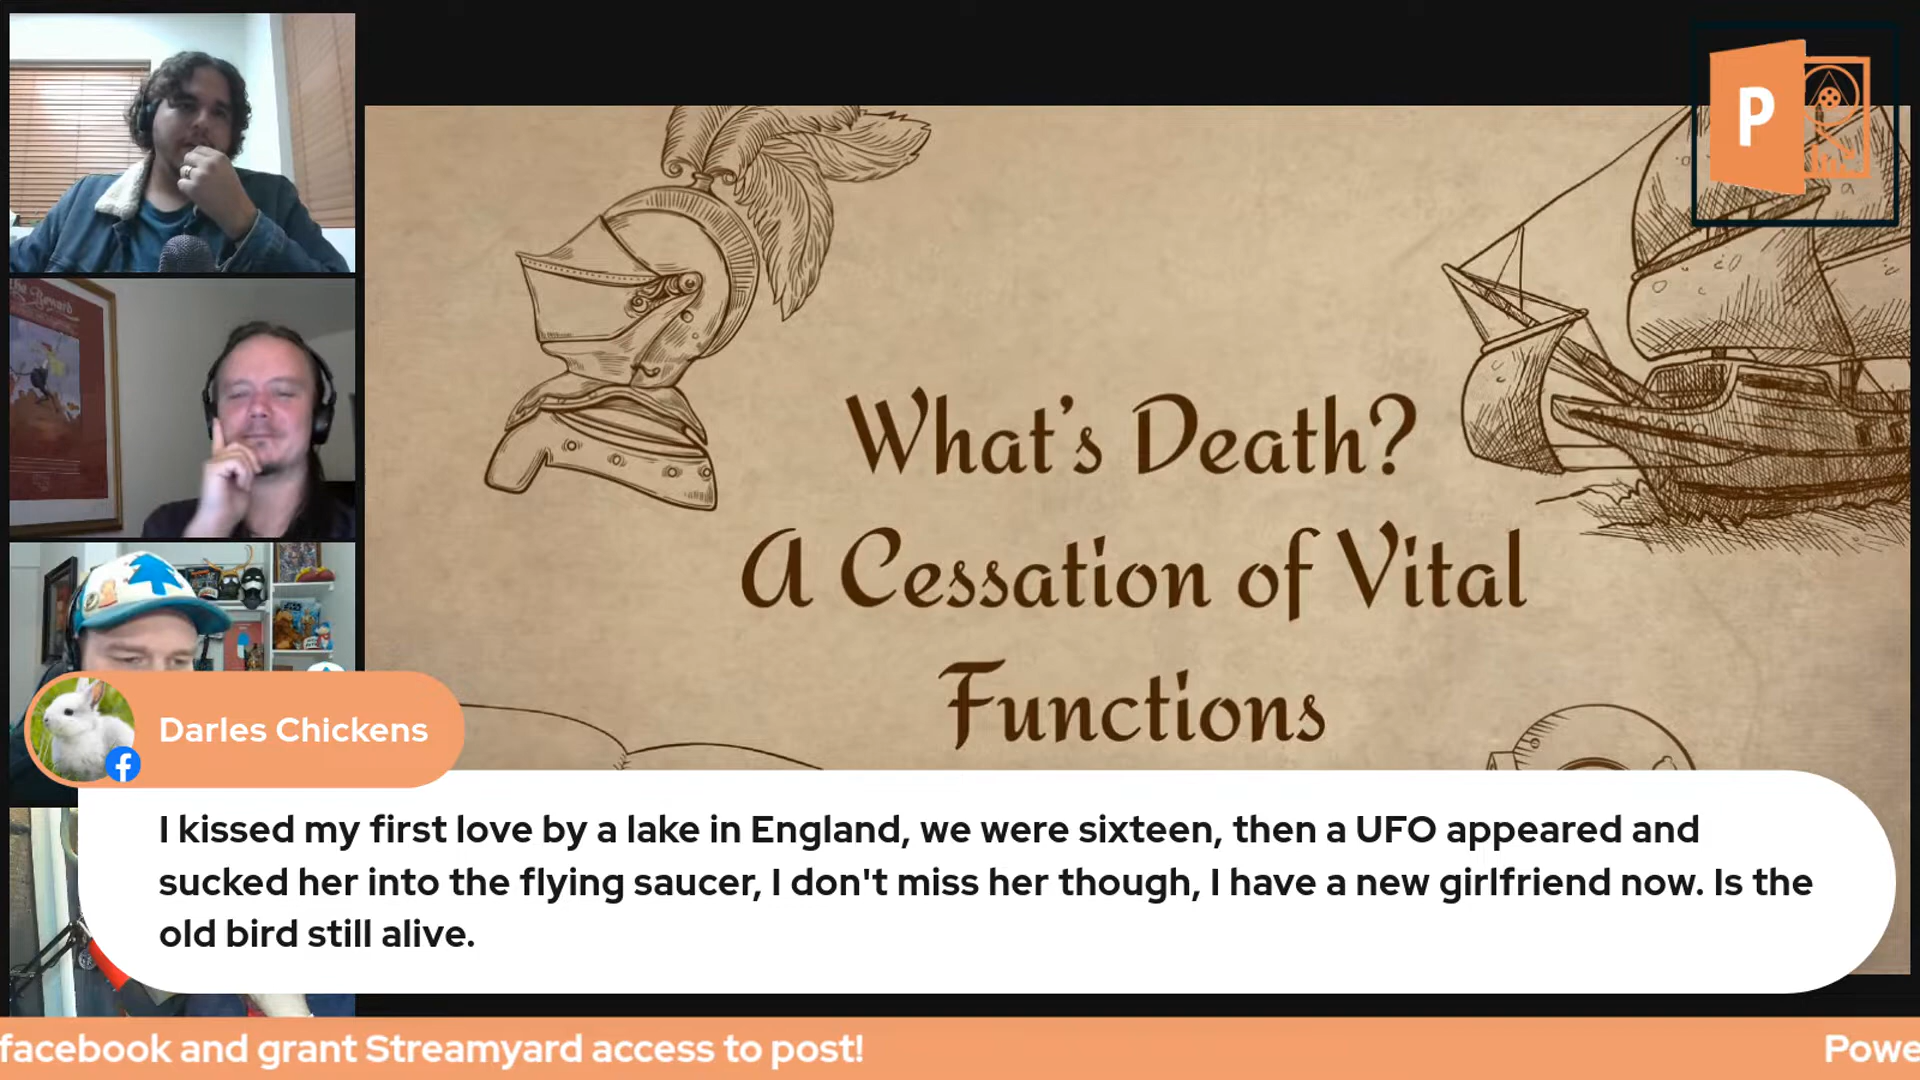 the Reward
P
What's Death?
A Cessation of Vital
Functions
Darles Chickens
I kissed my first love by a lake in England, we were sixteen, then a UFO appeared and
sucked her into the flying saucer, I don't miss her though, I have a new girlfriend now. Is the
old bird still alive.
facebook and grant Streamyard access to post!
Powe